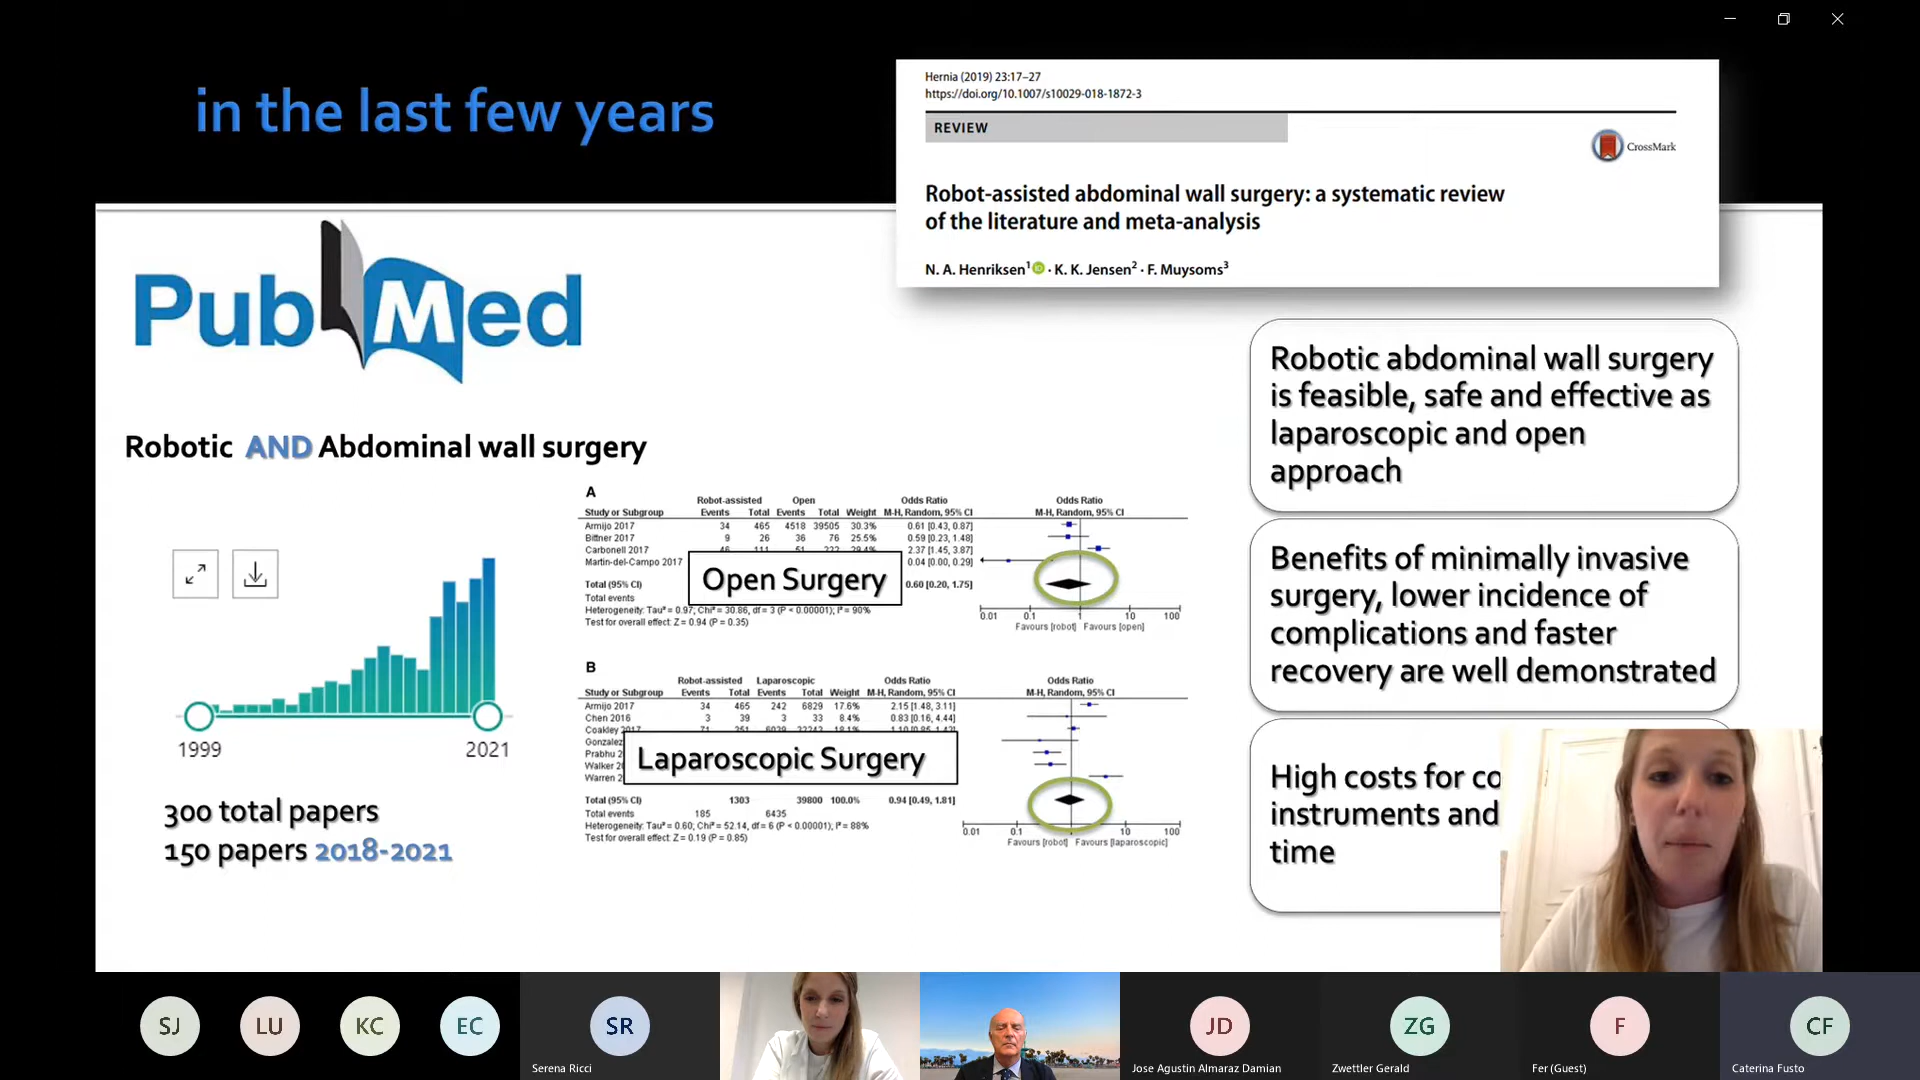 in the last few years
Hernia (2019) 23:17–27
https://doi.org/10.1007/s10029-018-1872-3
REVIEW
CrossMark
Robot-assisted abdominal wall surgery: a systematic review
of the literature and meta-analysis
N. A. Henriksen¹ · K. K. Jensen² · F. Muysoms³
PubMed
Robotic AND Abdominal wall surgery
1999 2021
300 total papers
150 papers 2018-2021
A
Robot-assisted Open Odds Ratio Odds Ratio
Study or Subgroup Events Total Events Total Weight M-H, Random, 95% CI M-H, Random, 95% CI
Armijo 2017 34 465 4518 39505 30.3% 0.61 [0.43, 0.87]
Bittner 2017 9 26 36 76 25.5% 0.59 [0.23, 1.48]
Carbonell 2017 2.37 [1.45, 3.87]
Martin-del-Campo 2017 0.04 [0.00, 0.29]
Open Surgery
Total (95% CI) 0.60 [0.20, 1.75]
Total events
Heterogeneity: Tau² = 0.97; Chi² = 30.86, df = 3 (P < 0.00001); I² = 90%
Test for overall effect: Z = 0.94 (P = 0.35)
0.01 0.1 1 10 100
Favours [robot] Favours [open]
B
Robot-assisted Laparoscopic Odds Ratio Odds Ratio
Study or Subgroup Events Total Events Total Weight M-H, Random, 95% CI M-H, Random, 95% CI
Armijo 2017 34 465 242 6829 17.6% 2.15 [1.48, 3.11]
Chen 2016 3 39 3 33 8.4% 0.83 [0.16, 4.44]
Coakley 2017
Gonzalez
Prabhu 2
Walker 2
Warren 2
Laparoscopic Surgery
Total (95% CI) 1303 39800 100.0% 0.94 [0.49, 1.81]
Total events 185 6435
Heterogeneity: Tau² = 0.60; Chi² = 52.14, df = 6 (P < 0.00001); I² = 88%
Test for overall effect: Z = 0.19 (P = 0.85)
0.01 0.1 10 100
Favours [robot] Favours [laparoscopic]
Robotic abdominal wall surgery
is feasible, safe and effective as
laparoscopic and open
approach
Benefits of minimally invasive
surgery, lower incidence of
complications and faster
recovery are well demonstrated
High costs for co
instruments and
time
SJ LU KC EC SR JD ZG F CF
Serena Ricci
Jose Agustin Almaraz Damian
Zwettler Gerald
Fer (Guest)
Caterina Fusto